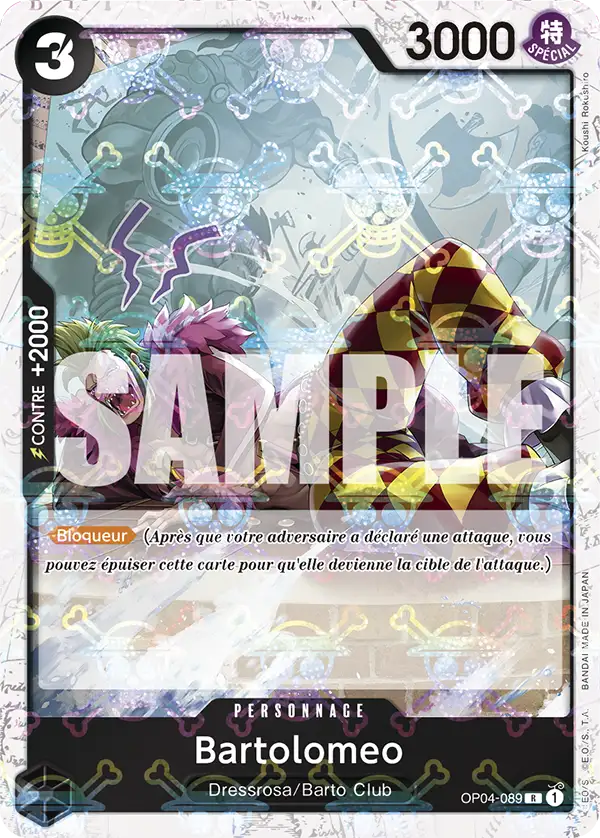 3
3000
特
SPÉCIAL
Koushi Rokushiro
CONTRE +2000
SAMPLE
Bloqueur (Après que votre adversaire a déclaré une attaque, vous
pouvez épuiser cette carte pour qu'elle devienne la cible de l'attaque.)
PERSONNAGE
Bartolomeo
Dressrosa/Barto Club
OP04-089 R 1
©E.O./S., T.A. BANDAI MADE IN JAPAN